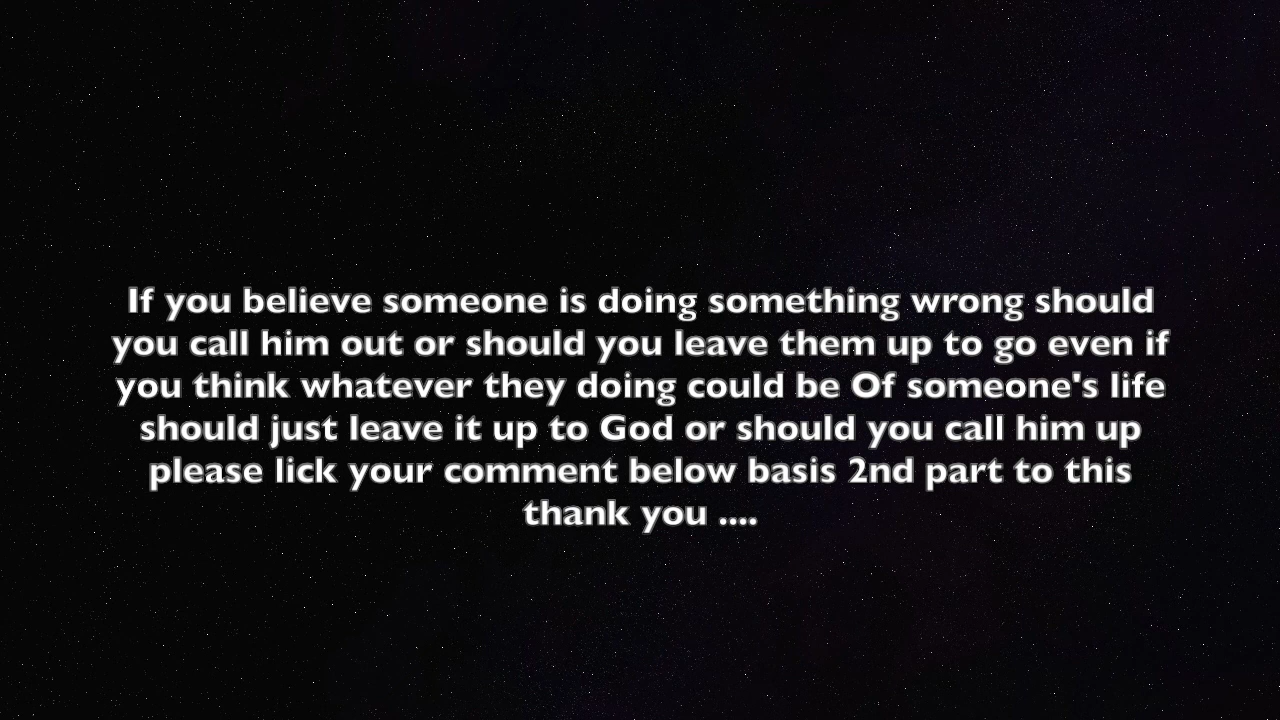 If you believe someone is doing something wrong should
you call him out or should you leave them up to go even if
you think whatever they doing could be Of someone's life
should just leave it up to God or should you call him up
please lick your comment below basis 2nd part to this
thank you ....